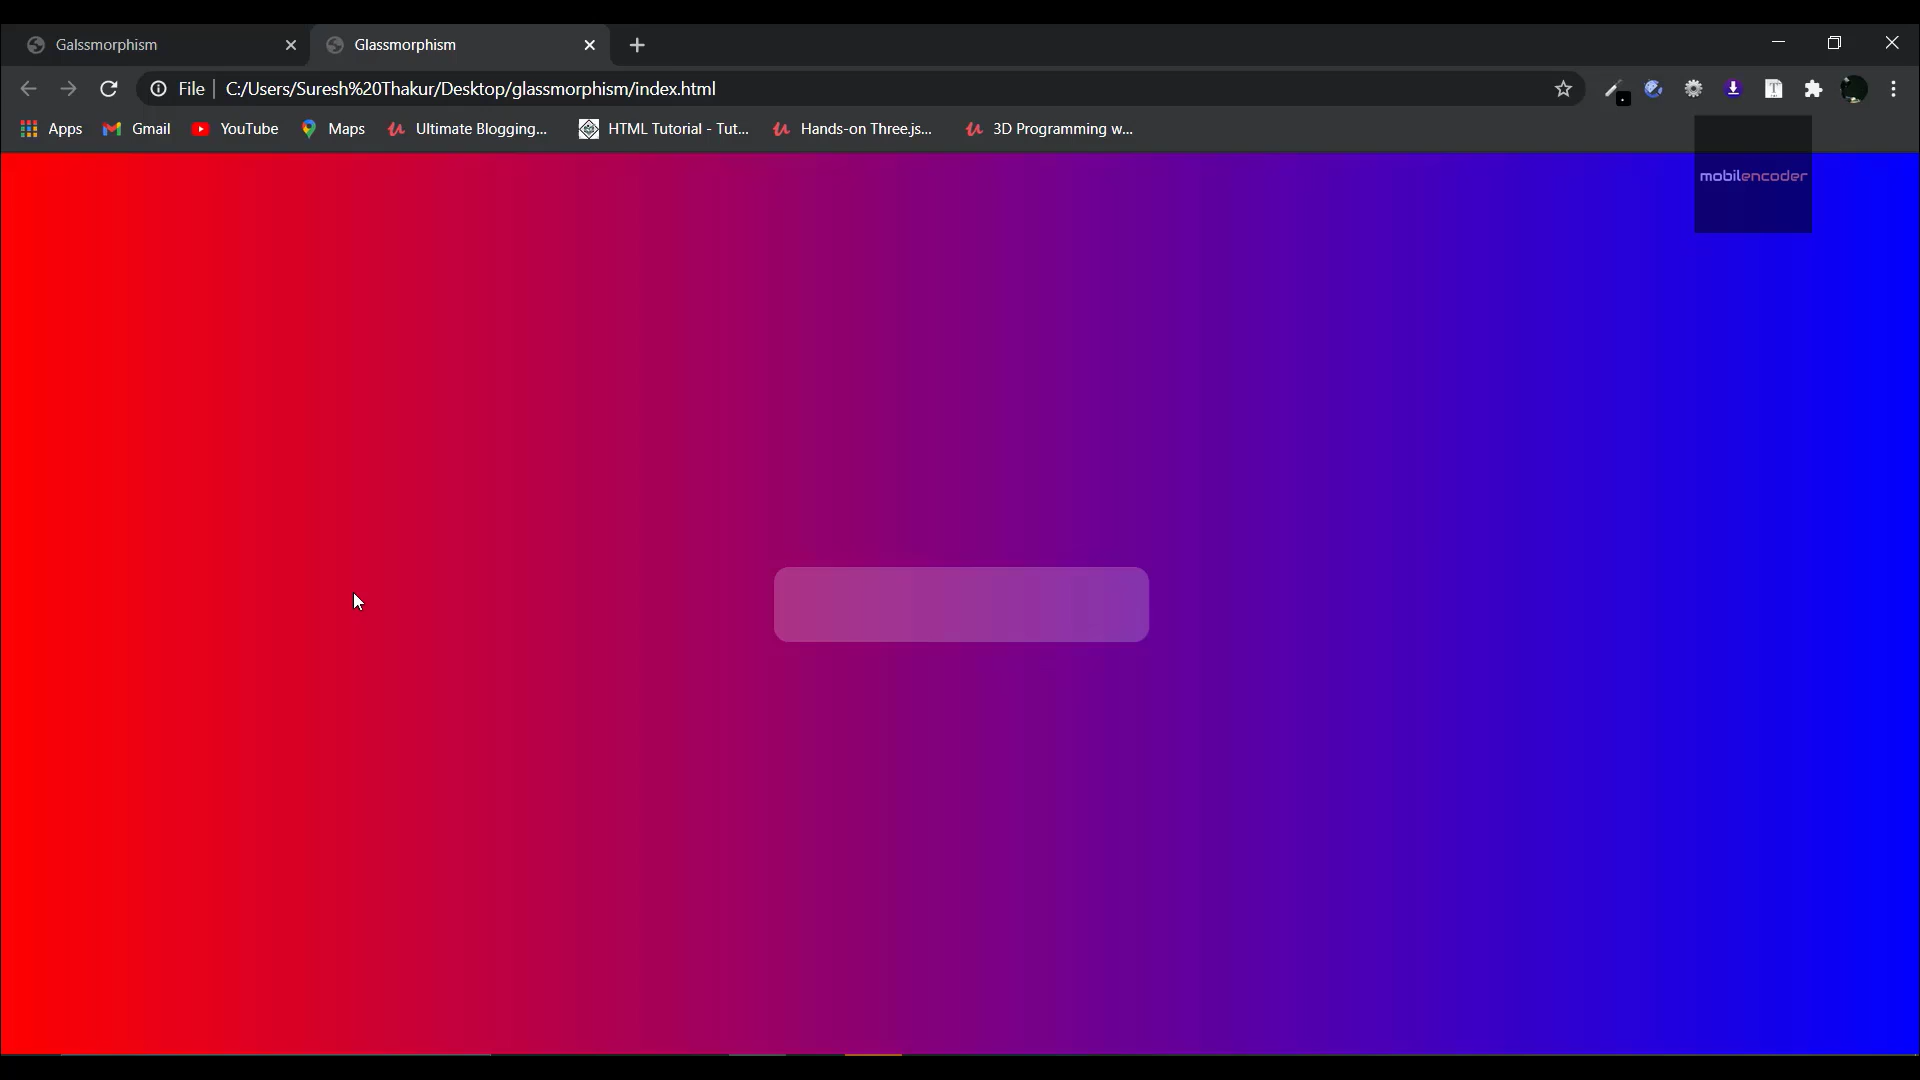 Galssmorphism
Glassmorphism
File
C:/Users/Suresh%20Thakur/Desktop/glassmorphism/index.html
Apps
Gmail
YouTube
Maps
Ultimate Blogging...
HTML Tutorial - Tut...
Hands-on Three.js...
3D Programming w...
mobilencoder